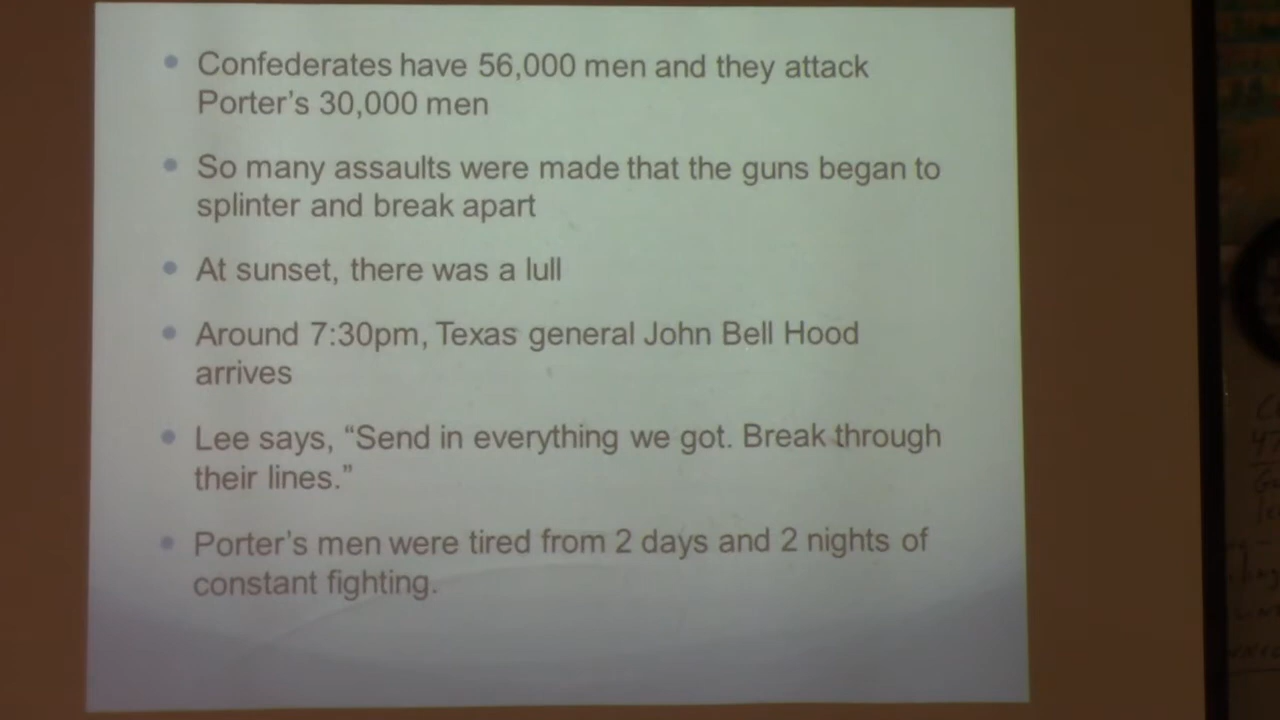 • Confederates have 56,000 men and they attack
Porter's 30,000 men
• So many assaults were made that the guns began to
splinter and break apart
• At sunset, there was a lull
• Around 7:30pm, Texas general John Bell Hood
arrives
• Lee says, “Send in everything we got. Break through
their lines.”
• Porter's men were tired from 2 days and 2 nights of
constant fighting.